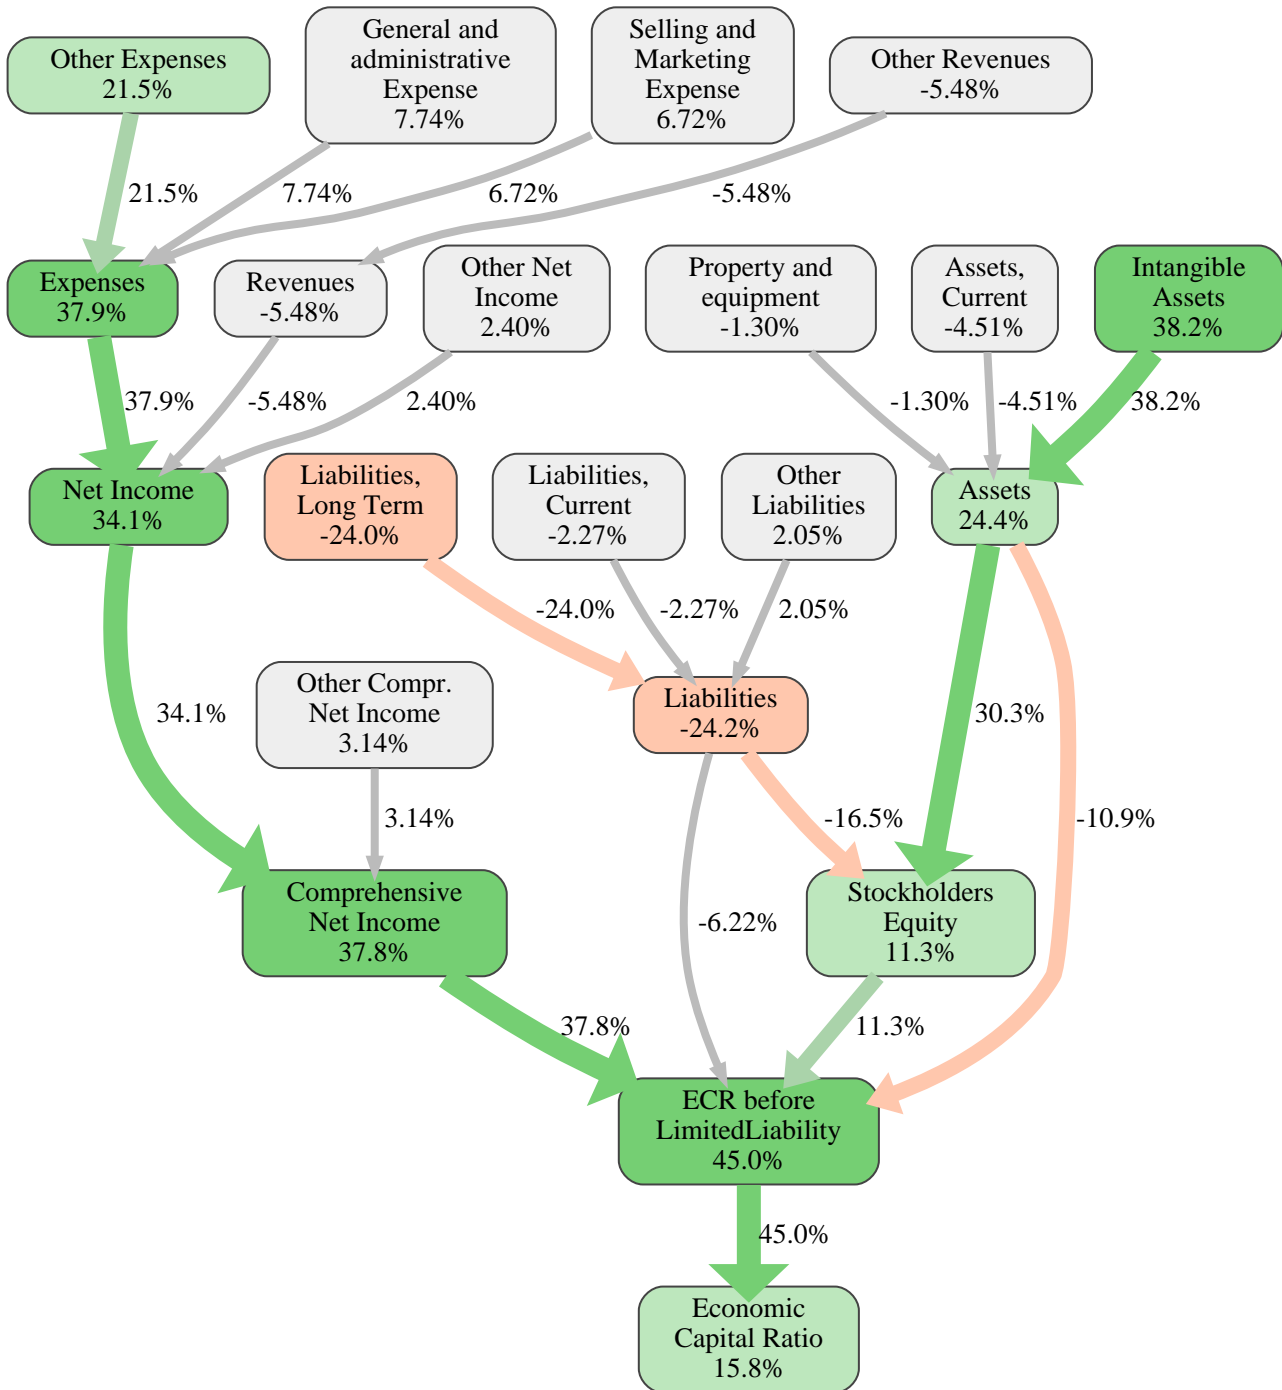 Other Expenses
21.5%
General and
administrative
Expense
7.74%
Selling and
Marketing
Expense
6.72%
Other Revenues
-5.48%
21.5%
7.74%
6.72%
-5.48%
Expenses
37.9%
Revenues
-5.48%
Other Net
Income
2.40%
Property and
equipment
-1.30%
Assets,
Current
-4.51%
Intangible
Assets
38.2%
37.9%
-5.48%
2.40%
-1.30%
-4.51%
38.2%
Net Income
34.1%
Liabilities,
Long Term
-24.0%
Liabilities,
Current
-2.27%
Other
Liabilities
2.05%
Assets
24.4%
-24.0%
-2.27%
2.05%
34.1%
Other Compr.
Net Income
3.14%
Liabilities
-24.2%
30.3%
3.14%
-16.5%
-10.9%
Comprehensive
Net Income
37.8%
-6.22%
Stockholders
Equity
11.3%
37.8%
11.3%
ECR before
LimitedLiability
45.0%
45.0%
Economic
Capital Ratio
15.8%